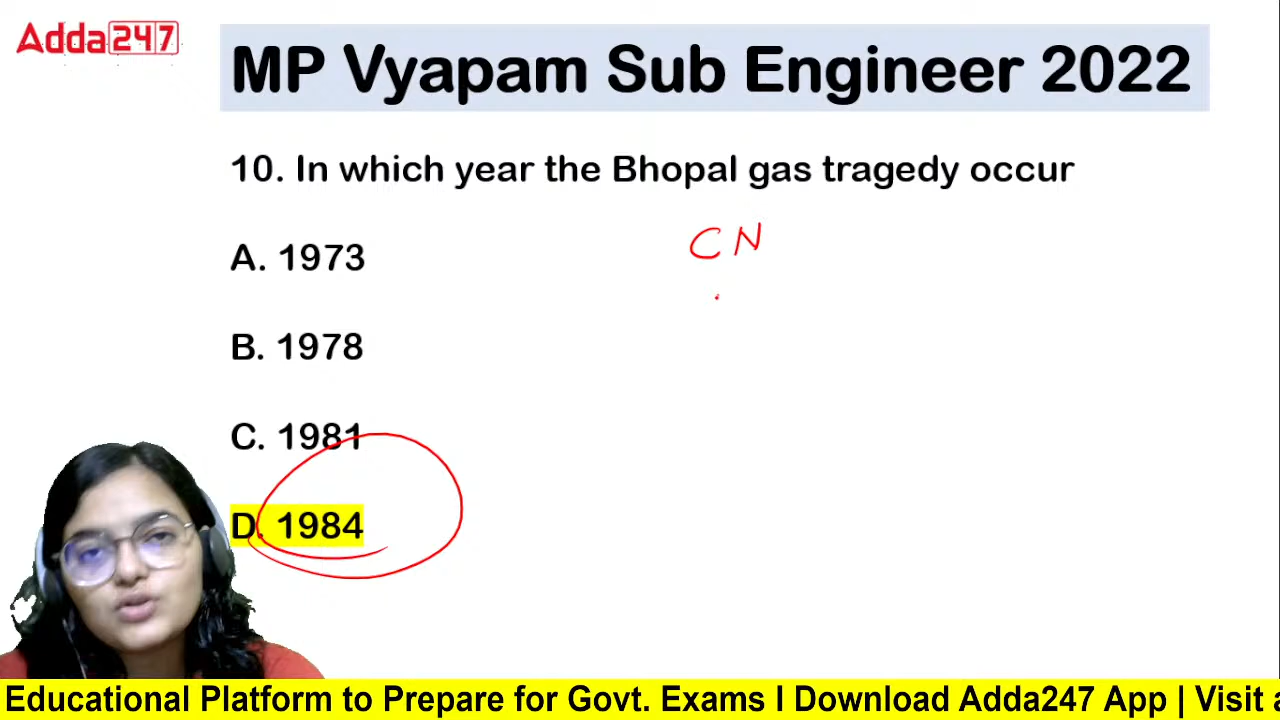 Adda247
MP Vyapam Sub Engineer 2022
10. In which year the Bhopal gas tragedy occur
CN
A. 1973
B. 1978
C. 1981
D. 1984
Educational Platform to Prepare for Govt. Exams I Download Adda247 App | Visit a